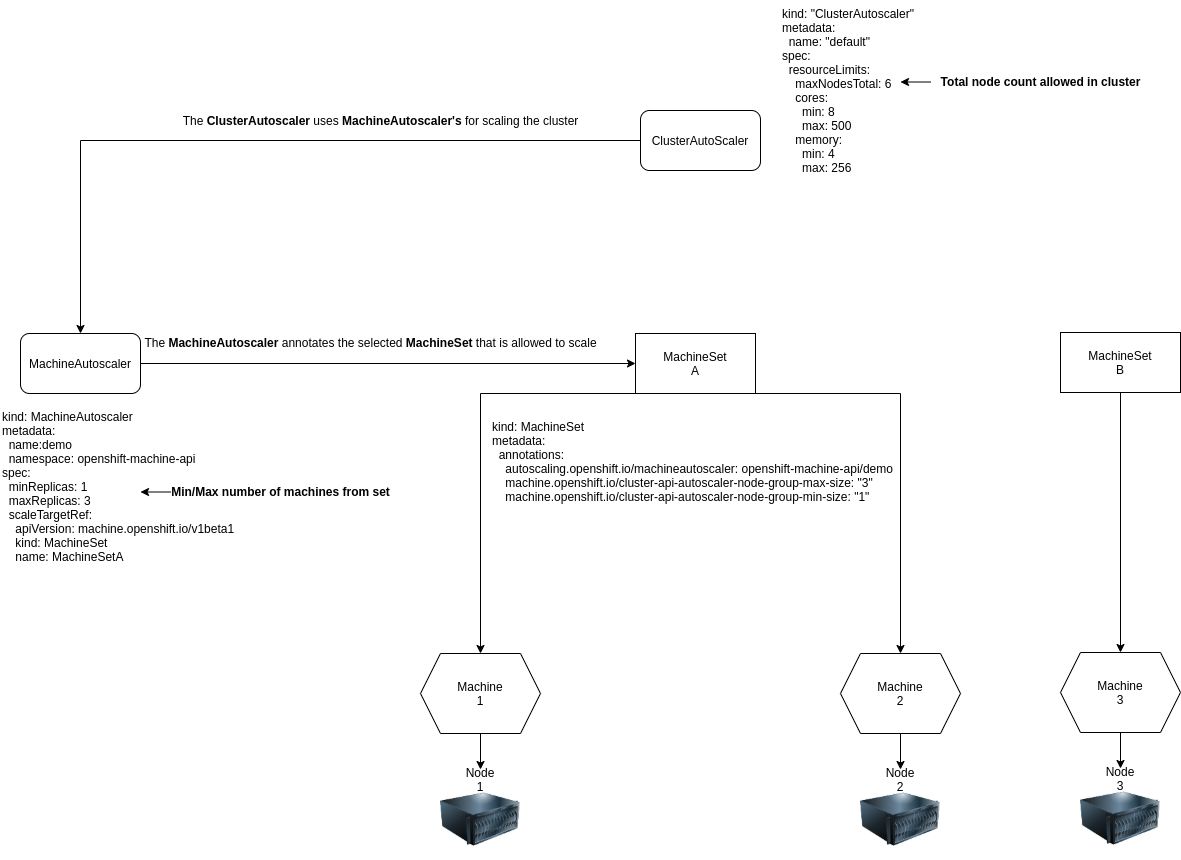 kind: "ClusterAutoscaler"
metadata:
  name: "default"
spec:
  resourceLimits:
    maxNodesTotal: 6
    cores:
      min: 8
      max: 500
    memory:
      min: 4
      max: 256
Total node count allowed in cluster
The ClusterAutoscaler uses MachineAutoscaler's for scaling the cluster
ClusterAutoScaler
MachineAutoscaler
The MachineAutoscaler annotates the selected MachineSet that is allowed to scale
MachineSet
A
MachineSet
B
kind: MachineAutoscaler
metadata:
  name:demo
  namespace: openshift-machine-api
spec:
  minReplicas: 1
  maxReplicas: 3
  scaleTargetRef:
    apiVersion: machine.openshift.io/v1beta1
    kind: MachineSet
    name: MachineSetA
Min/Max number of machines from set
kind: MachineSet
metadata:
  annotations:
    autoscaling.openshift.io/machineautoscaler: openshift-machine-api/demo
    machine.openshift.io/cluster-api-autoscaler-node-group-max-size: "3"
    machine.openshift.io/cluster-api-autoscaler-node-group-min-size: "1"
Machine
1
Machine
2
Machine
3
Node
1
Node
2
Node
3